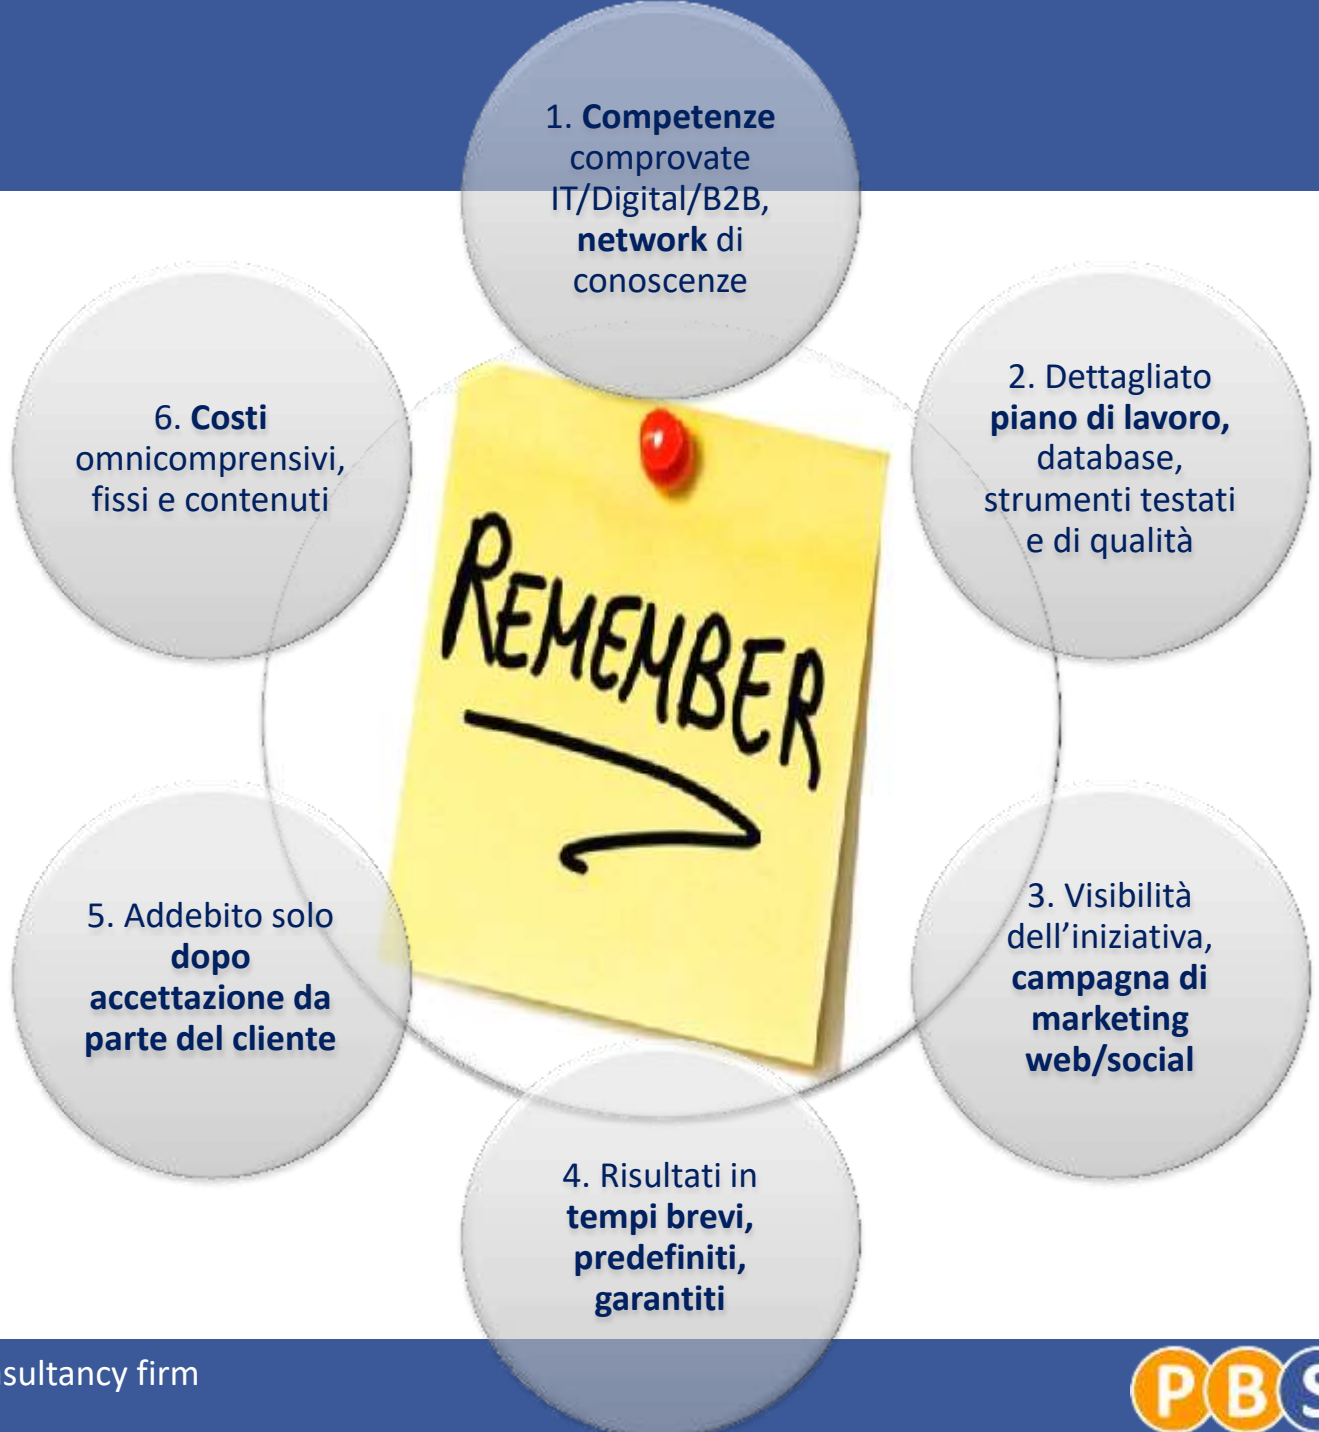 1. Competenze
comprovate
IT/Digital/B2B,
network di
conoscenze
2. Dettagliato
piano di lavoro,
database,
strumenti testati
e di qualità
3. Visibilità
dell’iniziativa,
campagna di
marketing
web/social
4. Risultati in
tempi brevi,
predefiniti,
garantiti
5. Addebito solo
dopo
accettazione da
parte del cliente
6. Costi
omnicomprensivi,
fissi e contenuti
REMEMBER
firm
PBS